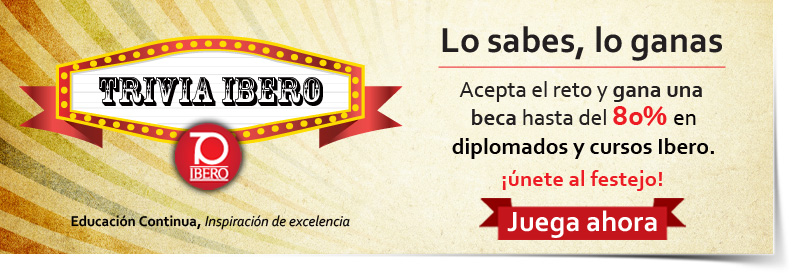 TRIVIA IBERO
70
IBERO
Educación Continua, Inspiración de excelencia
Lo sabes, lo ganas
Acepta el reto y gana una
beca hasta del 80% en
diplomados y cursos Ibero.
¡únete al festejo!
Juega ahora